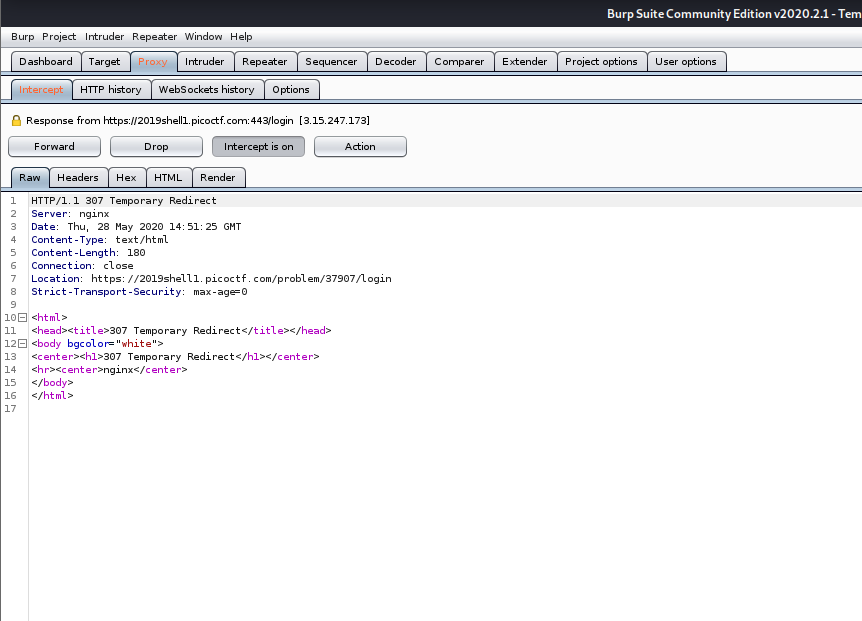 Burp Suite Community Edition v2020.2.1 - Tem
Burp Project Intruder Repeater Window Help
Dashboard Target Proxy Intruder Repeater Sequencer Decoder Comparer Extender Project options User options
Intercept HTTP history WebSockets history Options
Response from https://2019shell1.picoctf.com:443/login [3.15.247.173]
Forward Drop Intercept is on Action
Raw Headers Hex HTML Render
1 HTTP/1.1 307 Temporary Redirect
2 Server: nginx
3 Date: Thu, 28 May 2020 14:51:25 GMT
4 Content-Type: text/html
5 Content-Length: 180
6 Connection: close
7 Location: https://2019shell1.picoctf.com/problem/37907/login
8 Strict-Transport-Security: max-age=0
9
10 <html>
11 <head><title>307 Temporary Redirect</title></head>
12 <body bgcolor="white">
13 <center><h1>307 Temporary Redirect</h1></center>
14 <hr><center>nginx</center>
15 </body>
16 </html>
17